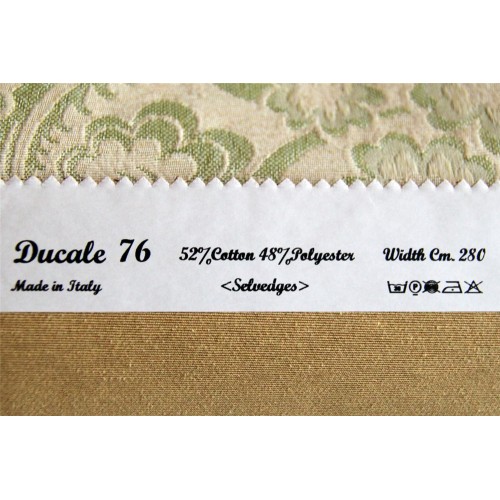 Ducale 76 52%Cotton 48%Polyester Width Cm. 280
Made in Italy <Selvedges>